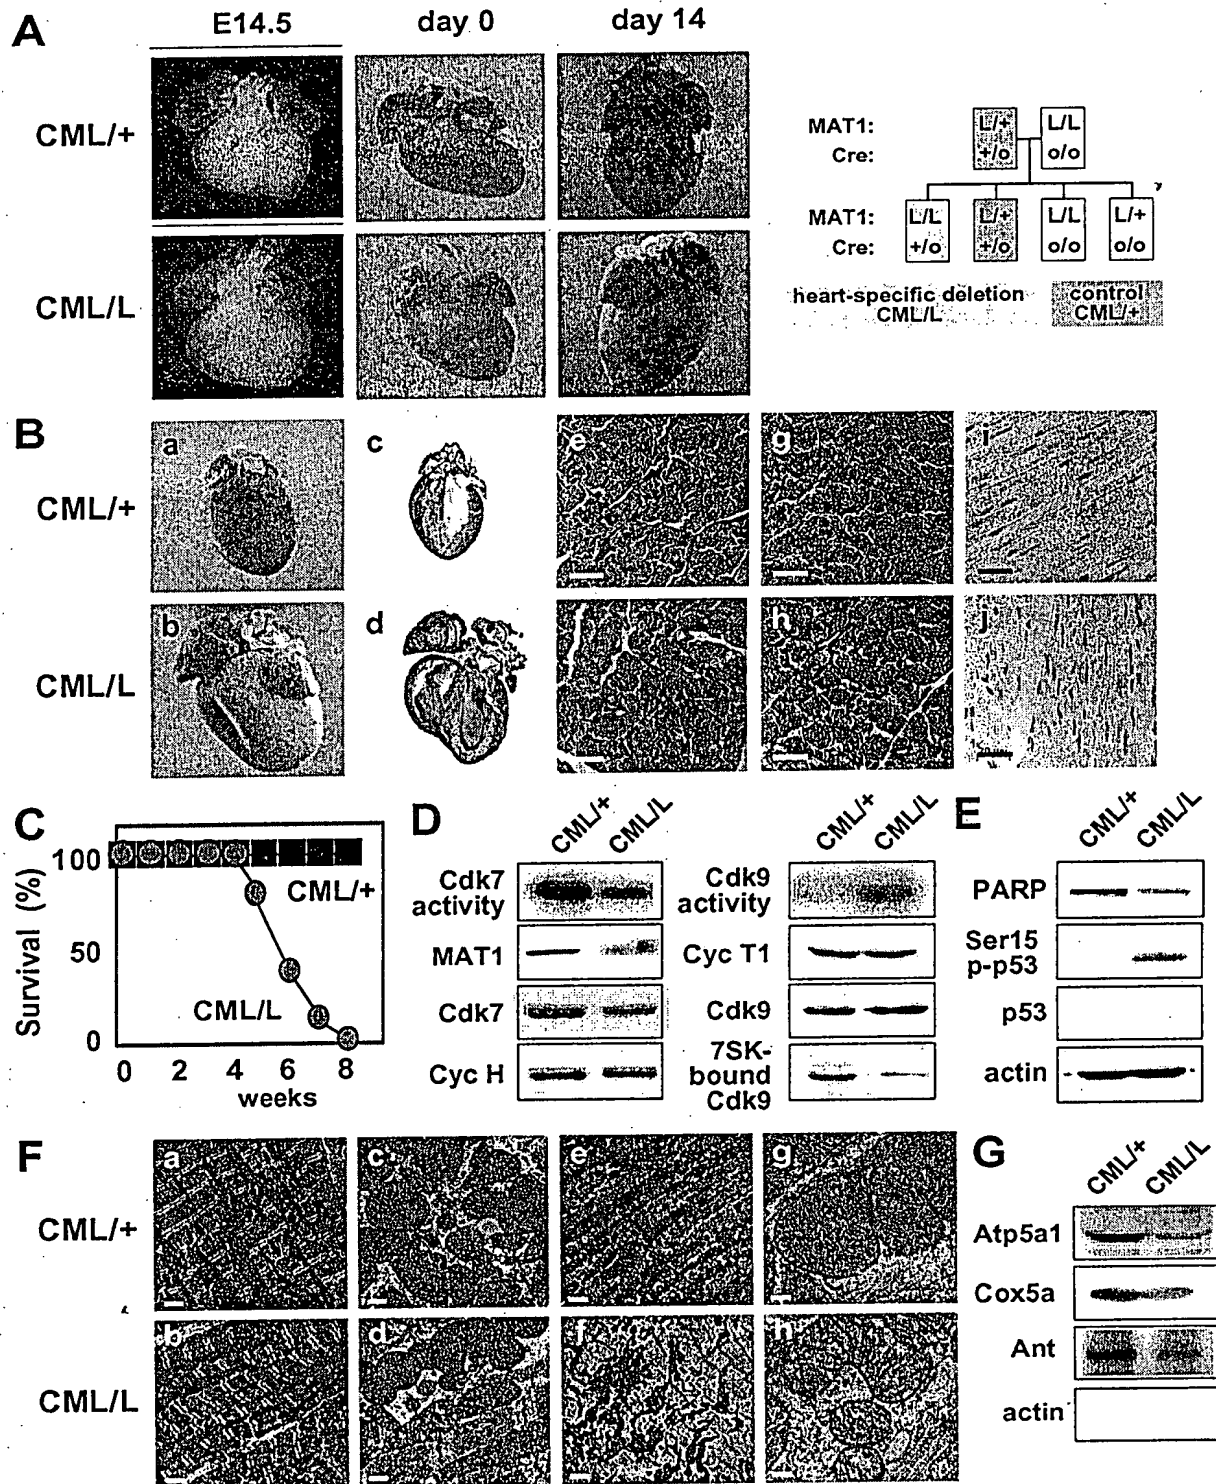 A
E14.5
day 0
day 14
CML/+
CML/L
MAT1:
L/+
L/L
Cre:
+/o
o/o
MAT1:
L/L
L/+
L/L
L/+
Cre:
+/o
+/o
o/o
o/o
heart-specific deletion
CML/L
control
CML/+
B
CML/+
a
c
e
g
i
CML/L
b
d
h
j
C
Survival (%)
100
50
0
CML/+
CML/L
0
2
4
6
8
weeks
D
CML/+
CML/L
Cdk7
activity
MAT1
Cdk7
Cyc H
CML/+
CML/L
Cdk9
activity
Cyc T1
Cdk9
7SK-
bound
Cdk9
E
CML/+
CML/L
PARP
Ser15
p-p53
p53
actin
F
CML/+
a
c
e
g
CML/L
b
d
f
h
G
CML/+
CML/L
Atp5a1
Cox5a
Ant
actin